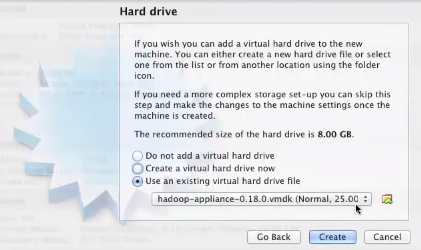 Hard drive
If you wish you can add a virtual hard drive to the new
machine. You can either create a new hard drive file or select
one from the list or from another location using the folder
icon.
If you need a more complex storage set-up you can skip this
step and make the changes to the machine settings once the
machine is created.
The recommended size of the hard drive is 8.00 GB.
Do not add a virtual hard drive
Create a virtual hard drive now
Use an existing virtual hard drive file
hadoop-appliance-0.18.0.vmdk (Normal, 25.00
Go Back
Create
Cancel